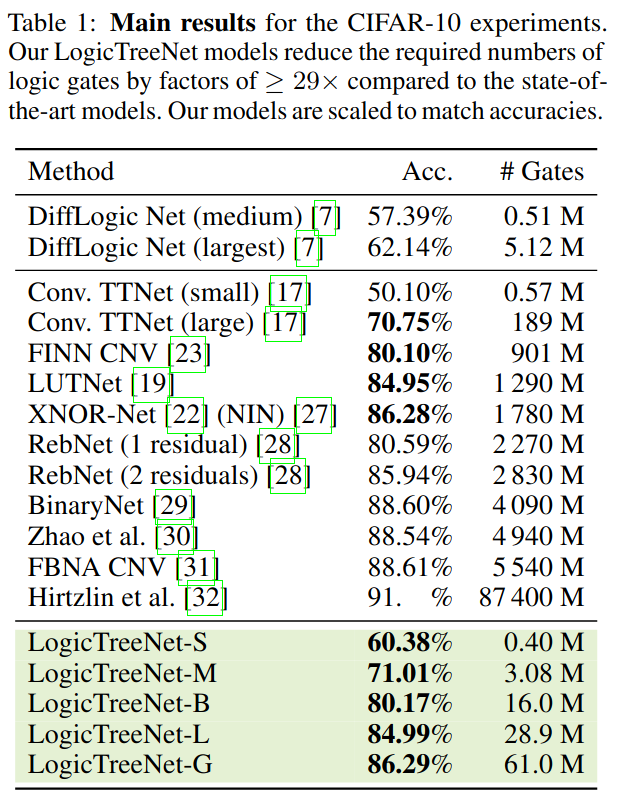 Table 1: Main results for the CIFAR-10 experiments.
Our LogicTreeNet models reduce the required numbers of
logic gates by factors of ≥ 29× compared to the state-of-
the-art models. Our models are scaled to match accuracies.
Method Acc. # Gates
DiffLogic Net (medium) [7] 57.39% 0.51 M
DiffLogic Net (largest) [7] 62.14% 5.12 M
Conv. TTNet (small) [17] 50.10% 0.57 M
Conv. TTNet (large) [17] 70.75% 189 M
FINN CNV [23] 80.10% 901 M
LUTNet [19] 84.95% 1 290 M
XNOR-Net [22] (NIN) [27] 86.28% 1 780 M
RebNet (1 residual) [28] 80.59% 2 270 M
RebNet (2 residuals) [28] 85.94% 2 830 M
BinaryNet [29] 88.60% 4 090 M
Zhao et al. [30] 88.54% 4 940 M
FBNA CNV [31] 88.61% 5 540 M
Hirtzlin et al. [32] 91. % 87 400 M
LogicTreeNet-S 60.38% 0.40 M
LogicTreeNet-M 71.01% 3.08 M
LogicTreeNet-B 80.17% 16.0 M
LogicTreeNet-L 84.99% 28.9 M
LogicTreeNet-G 86.29% 61.0 M